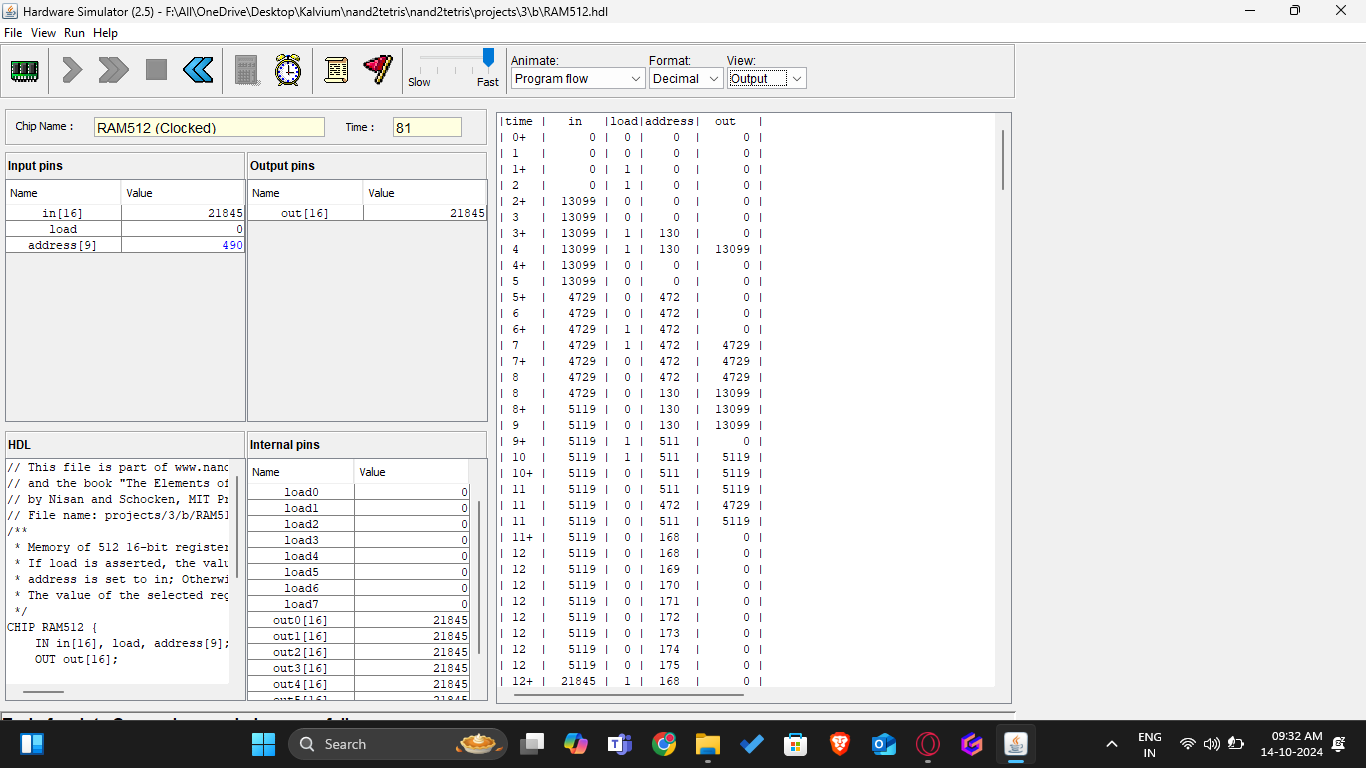 Hardware Simulator (2.5) - F:\All\OneDrive\Desktop\Kalvium\nand2tetris\nand2tetris\projects\3\b\RAM512.hdl
File View Run Help
Slow Fast
Animate: Format: View:
Program flow Decimal Output
Chip Name : RAM512 (Clocked) Time : 81
Input pins
Name Value
in[16] 21845
load 0
address[9] 490
Output pins
Name Value
out[16] 21845
HDL
// This file is part of www.nand
// and the book "The Elements of
// by Nisan and Schocken, MIT Pr
// File name: projects/3/b/RAM51
/**
* Memory of 512 16-bit register
* If load is asserted, the valu
* address is set to in; Otherwi
* The value of the selected reg
*/
CHIP RAM512 {
IN in[16], load, address[9];
OUT out[16];
Internal pins
Name Value
load0 0
load1 0
load2 0
load3 0
load4 0
load5 0
load6 0
load7 0
out0[16] 21845
out1[16] 21845
out2[16] 21845
out3[16] 21845
out4[16] 21845
|time | in |load|address| out |
| 0+ | 0 | 0 | 0 | 0 |
| 1 | 0 | 0 | 0 | 0 |
| 1+ | 0 | 1 | 0 | 0 |
| 2 | 0 | 1 | 0 | 0 |
| 2+ | 13099 | 0 | 0 | 0 |
| 3 | 13099 | 0 | 0 | 0 |
| 3+ | 13099 | 1 | 130 | 0 |
| 4 | 13099 | 1 | 130 | 13099 |
| 4+ | 13099 | 0 | 0 | 0 |
| 5 | 13099 | 0 | 0 | 0 |
| 5+ | 4729 | 0 | 472 | 0 |
| 6 | 4729 | 0 | 472 | 0 |
| 6+ | 4729 | 1 | 472 | 0 |
| 7 | 4729 | 1 | 472 | 4729 |
| 7+ | 4729 | 0 | 472 | 4729 |
| 8 | 4729 | 0 | 472 | 4729 |
| 8 | 4729 | 0 | 130 | 13099 |
| 8+ | 5119 | 0 | 130 | 13099 |
| 9 | 5119 | 0 | 130 | 13099 |
| 9+ | 5119 | 1 | 511 | 0 |
| 10 | 5119 | 1 | 511 | 5119 |
| 10+ | 5119 | 0 | 511 | 5119 |
| 11 | 5119 | 0 | 511 | 5119 |
| 11 | 5119 | 0 | 472 | 4729 |
| 11 | 5119 | 0 | 511 | 5119 |
| 11+ | 5119 | 0 | 168 | 0 |
| 12 | 5119 | 0 | 168 | 0 |
| 12 | 5119 | 0 | 169 | 0 |
| 12 | 5119 | 0 | 170 | 0 |
| 12 | 5119 | 0 | 171 | 0 |
| 12 | 5119 | 0 | 172 | 0 |
| 12 | 5119 | 0 | 173 | 0 |
| 12 | 5119 | 0 | 174 | 0 |
| 12 | 5119 | 0 | 175 | 0 |
| 12+ | 21845 | 1 | 168 | 0 |
Search
ENG
IN
09:32 AM
14-10-2024